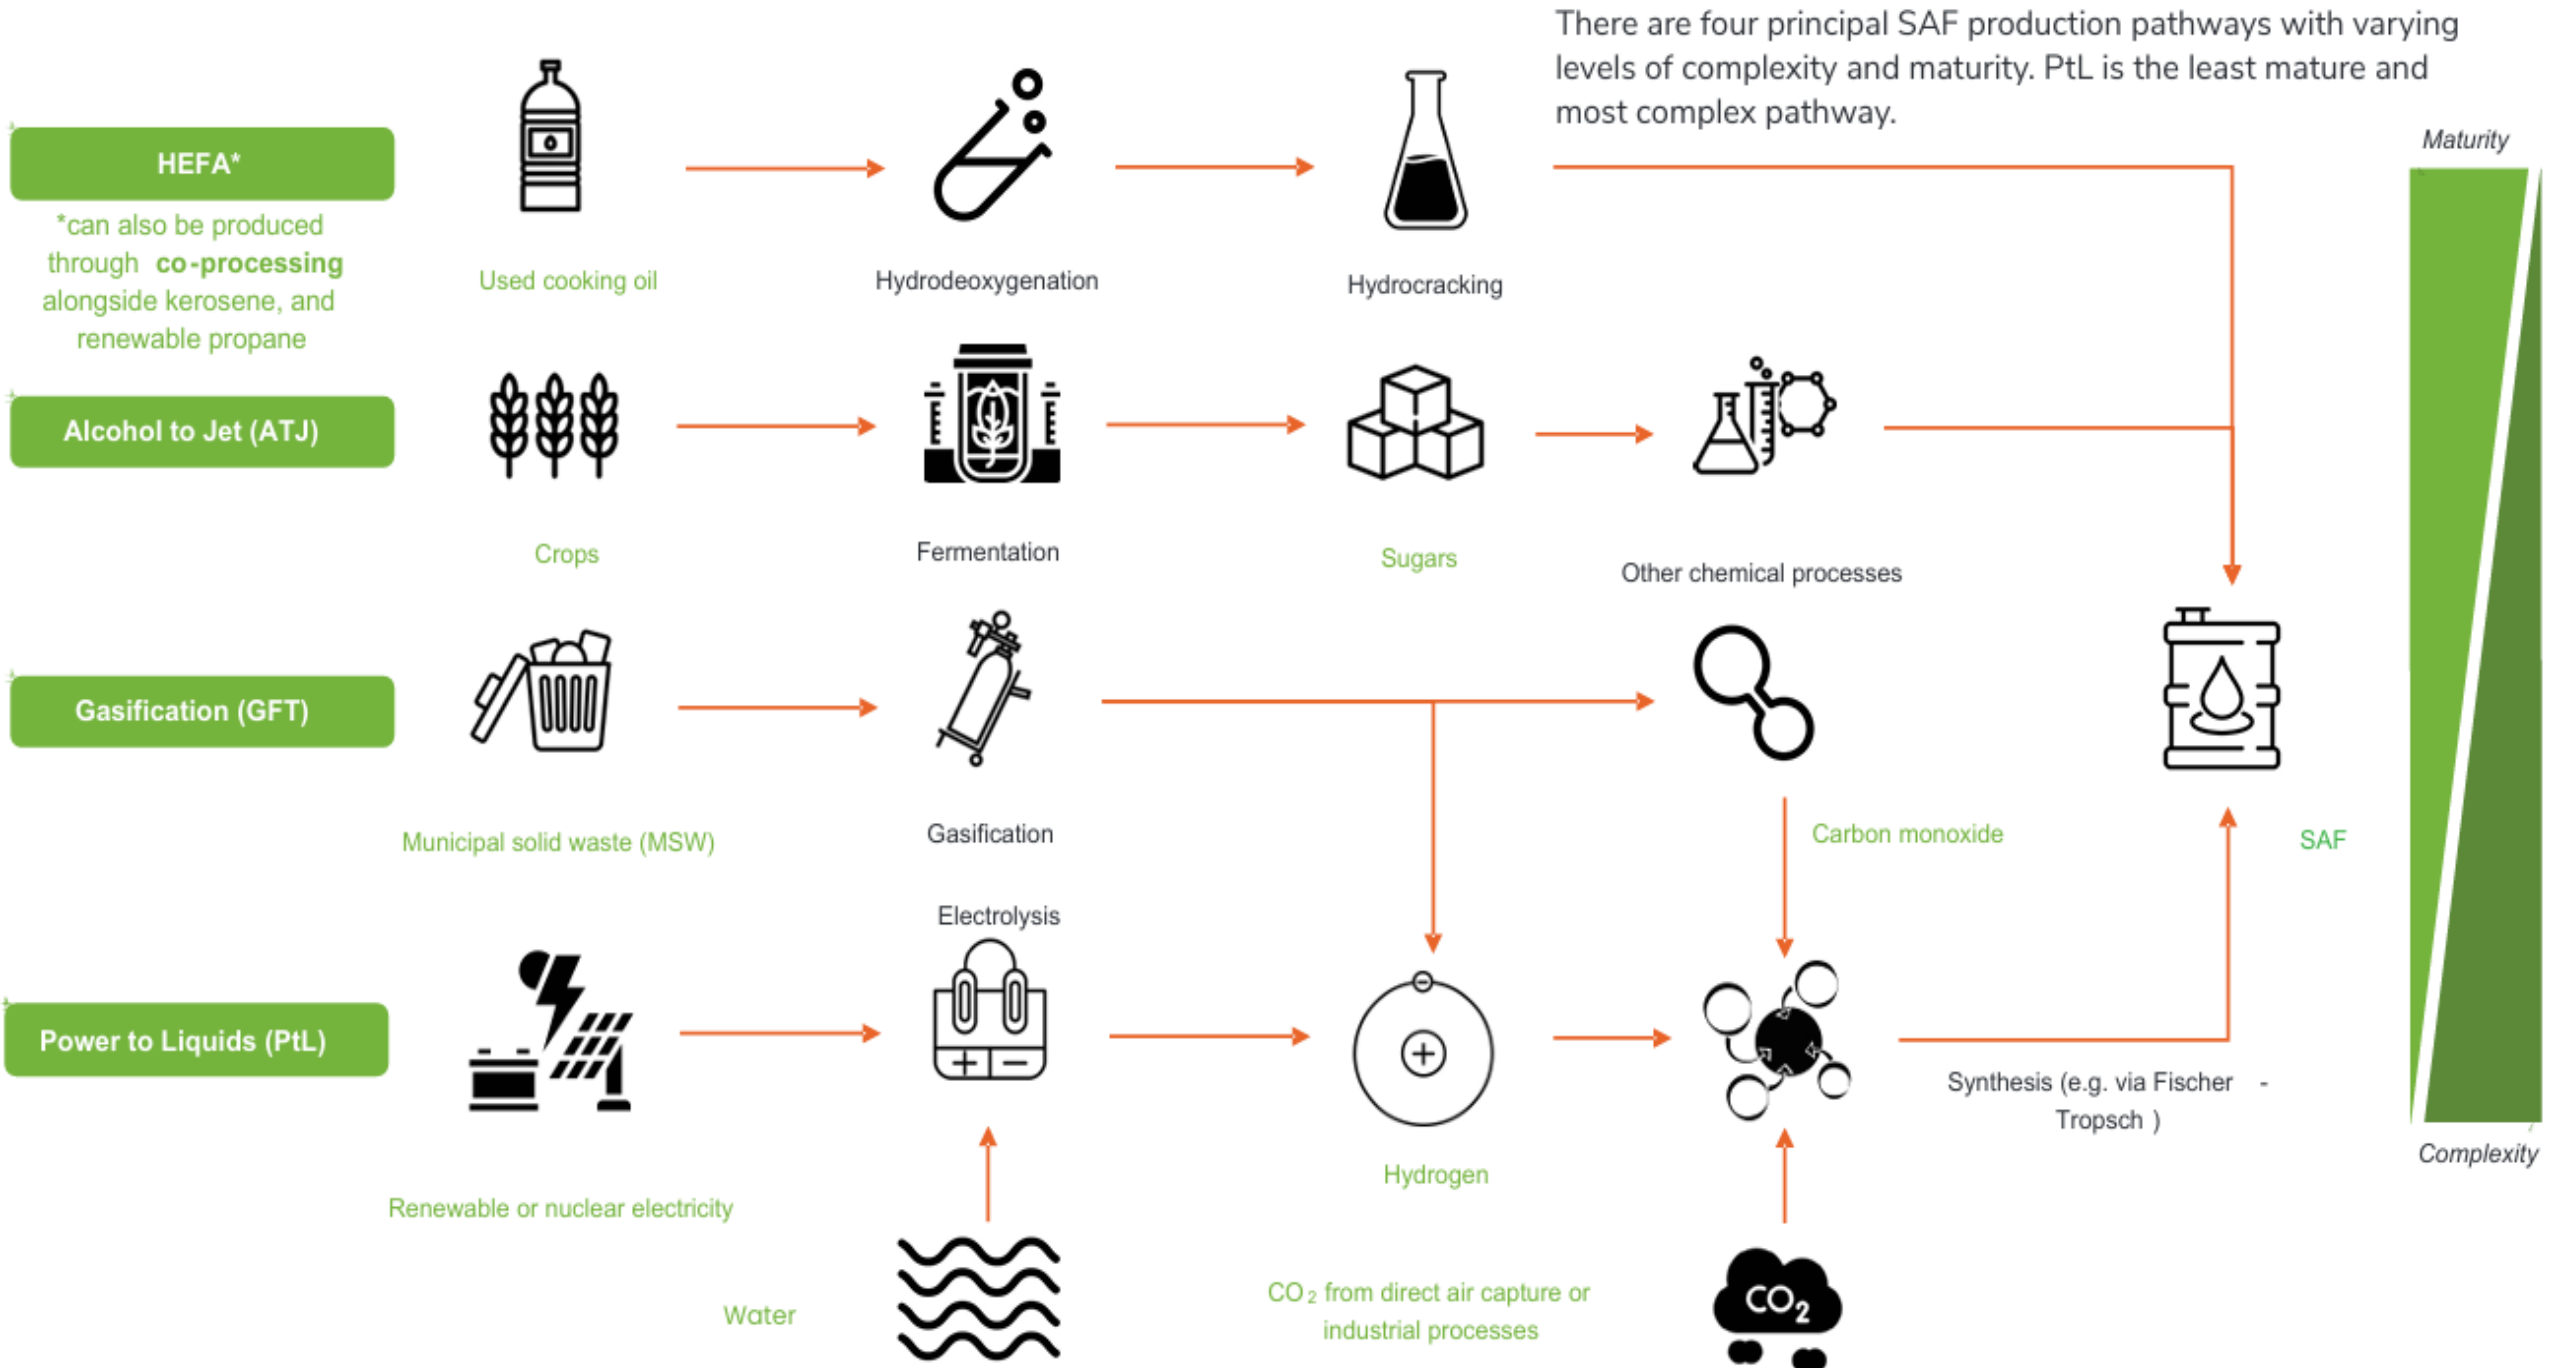 There are four principal SAF production pathways with varying
levels of complexity and maturity. PtL is the least mature and
most complex pathway.
Maturity
HEFA*
*can also be produced
through co-processing
alongside kerosene, and
renewable propane
Used cooking oil
Hydrodeoxygenation
Hydrocracking
Alcohol to Jet (ATJ)
Crops
Fermentation
Sugars
Other chemical processes
Gasification (GFT)
Municipal solid waste (MSW)
Gasification
Carbon monoxide
SAF
Electrolysis
Power to Liquids (PtL)
Synthesis (e.g. via Fischer -
Tropsch )
Complexity
Hydrogen
Renewable or nuclear electricity
Water
CO2 from direct air capture or
industrial processes
CO2